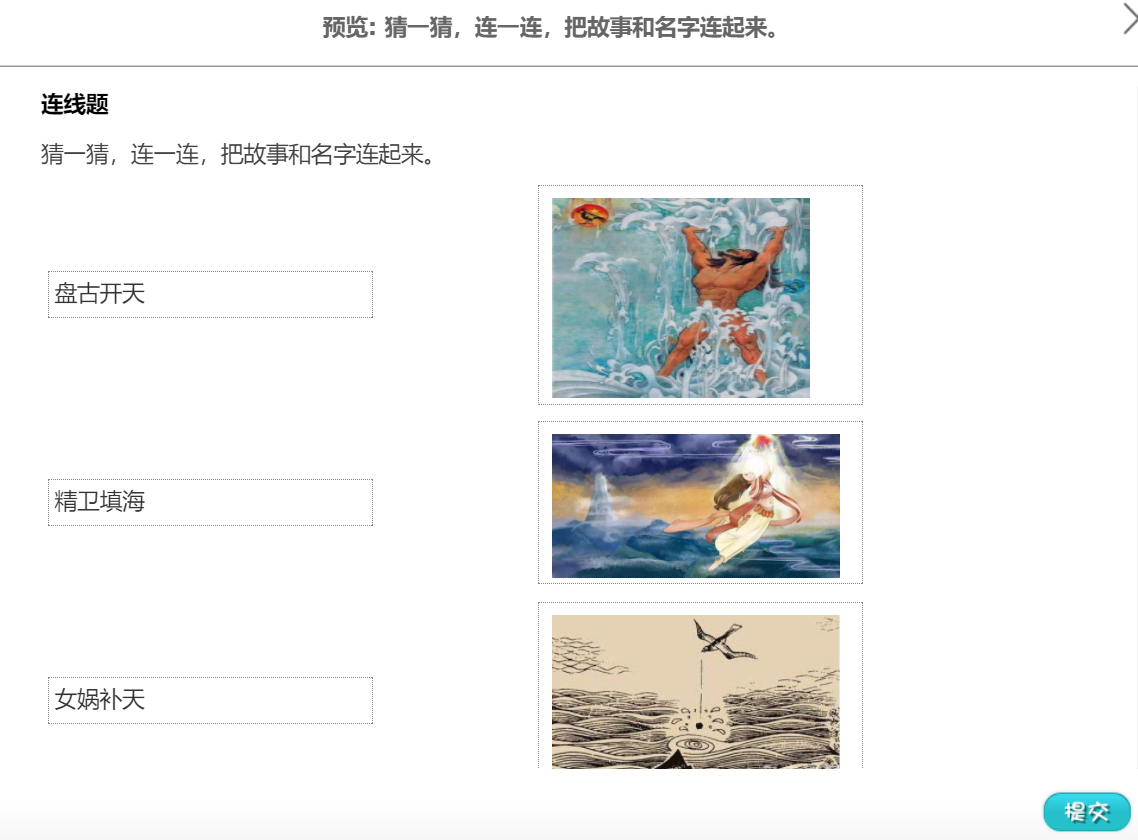 预览: 猜一猜，连一连，把故事和名字连起来。
连线题
猜一猜，连一连，把故事和名字连起来。
盘古开天
精卫填海
女娲补天
提交